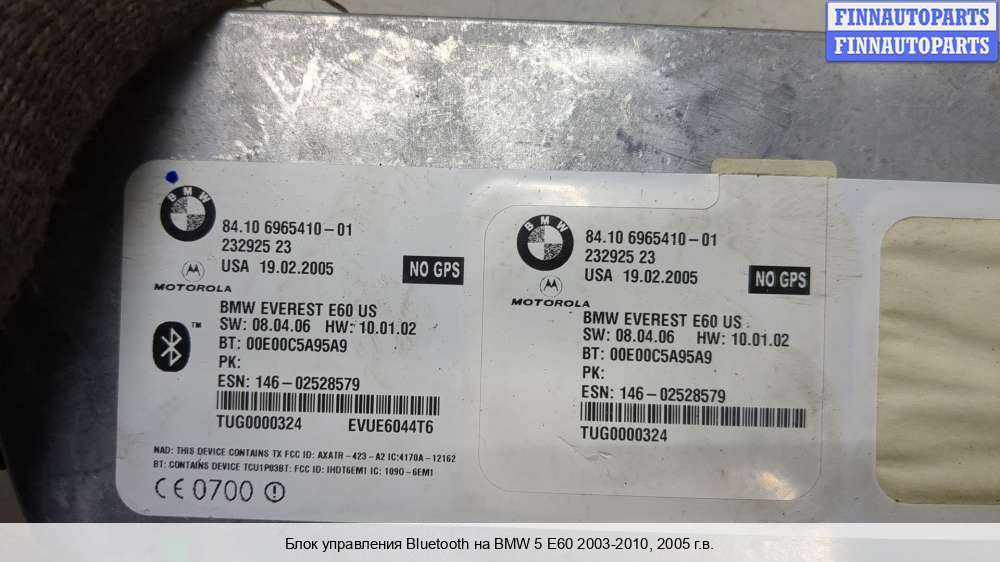 FINNAUTOPARTS
FINNAUTOPARTS
BMW
84.10 6965410-01
232925 23
USA 19.02.2005
NO GPS
MOTOROLA
BMW EVEREST E60 US
SW: 08.04.06 HW: 10.01.02
BT: 00E00C5A95A9
PK:
ESN: 146-02528579
TUG0000324 EVUE6044T6
NAD: THIS DEVICE CONTAINS TX FCC ID: AXATR-423-A2 IC:4170A-12162
BT: CONTAINS DEVICE TCU1P03BT: FCC ID: IHDT6EM1 IC: 109O-6EM1
CE 0700
TM
BMW
84.10 6965410-01
232925 23
USA 19.02.2005
NO GPS
MOTOROLA
BMW EVEREST E60 US
SW: 08.04.06 HW: 10.01.02
BT: 00E00C5A95A9
PK:
ESN: 146-02528579
TUG0000324
Блок управления Bluetooth на BMW 5 E60 2003-2010, 2005 г.в.